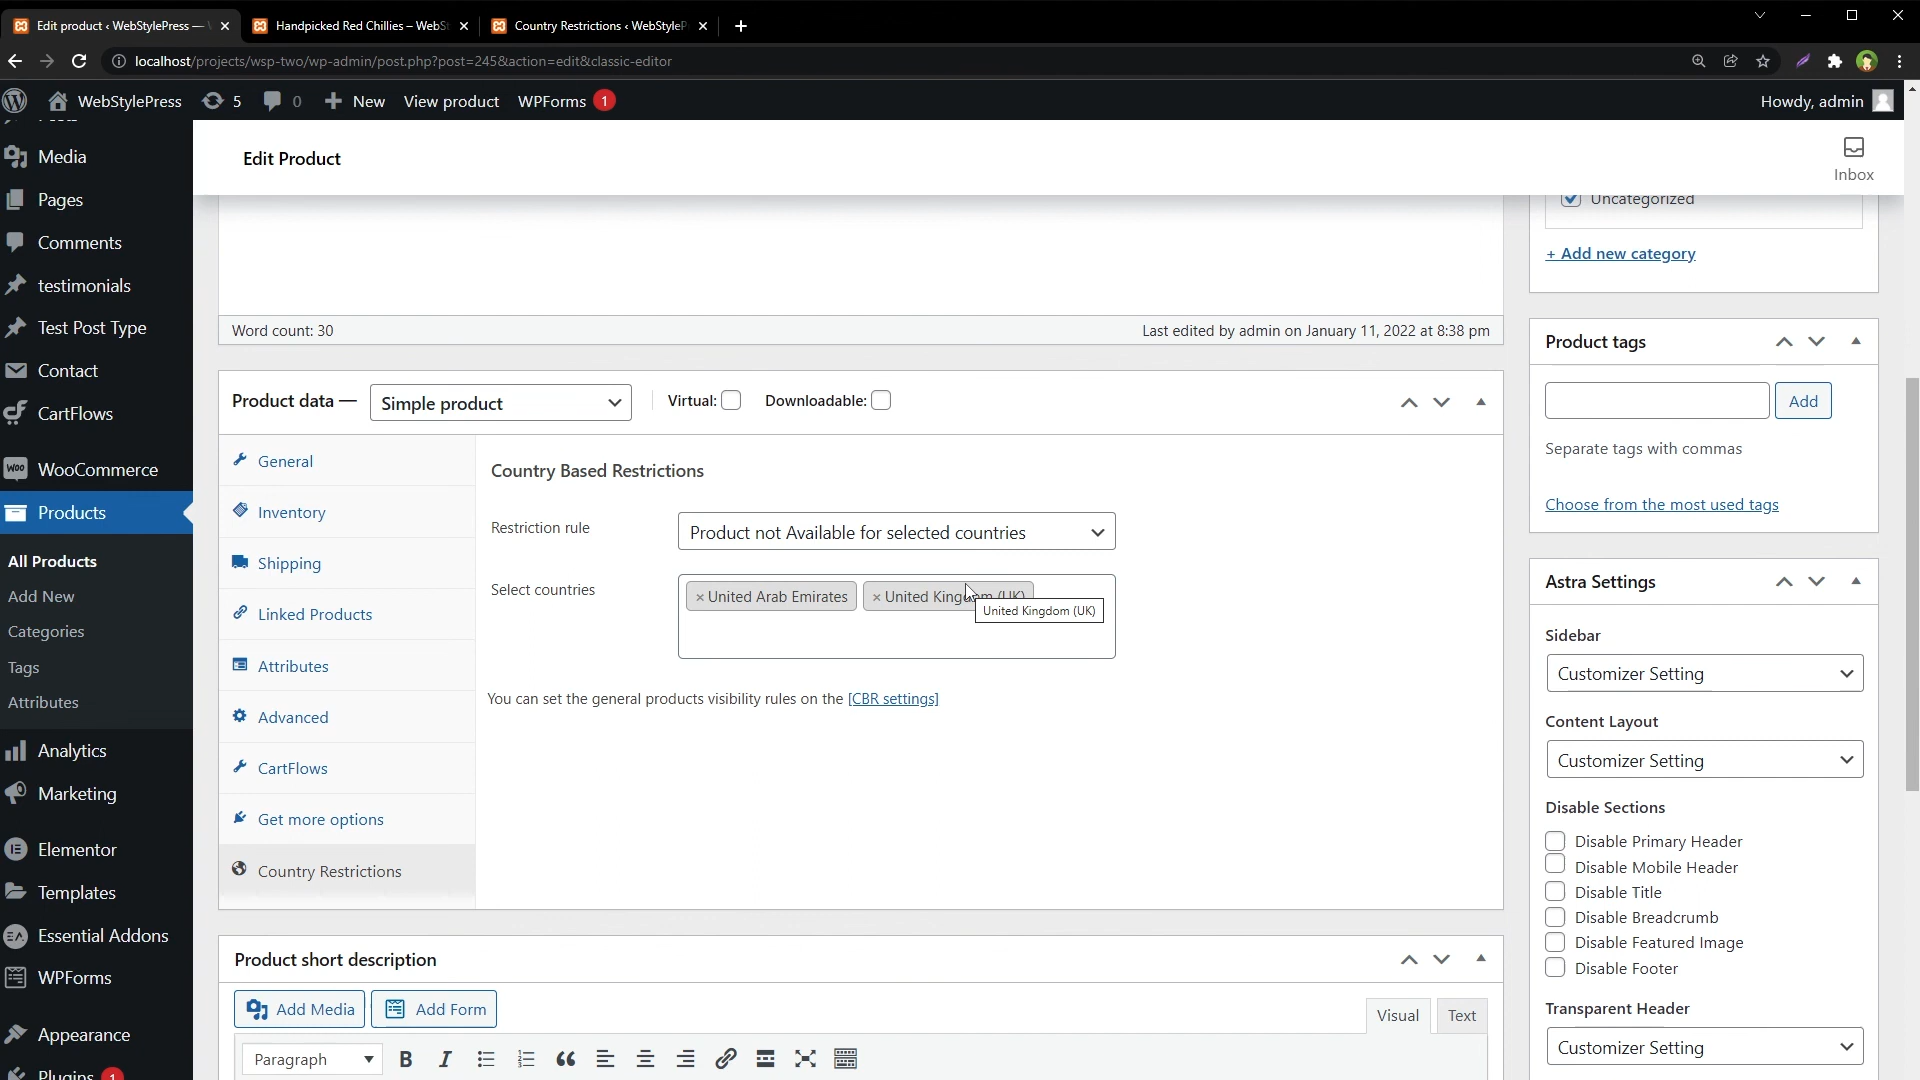 Edit product ‹ WebStylePress —
Handpicked Red Chillies – WebS
Country Restrictions ‹ WebStyleP
localhost/projects/wsp-two/wp-admin/post.php?post=245&action=edit&classic-editor
WebStylePress
5
0
New
View product
WPForms
1
Howdy, admin
Media
Pages
Comments
testimonials
Test Post Type
Contact
CartFlows
WooCommerce
Products
All Products
Add New
Categories
Tags
Attributes
Analytics
Marketing
Elementor
Templates
Essential Addons
WPForms
Appearance
Plugins
Edit Product
Inbox
Word count: 30
Last edited by admin on January 11, 2022 at 8:38 pm
Product data —
Simple product
Virtual:
Downloadable:
General
Inventory
Shipping
Linked Products
Attributes
Advanced
CartFlows
Get more options
Country Restrictions
Country Based Restrictions
Restriction rule
Product not Available for selected countries
Select countries
× United Arab Emirates
× United Kingdom (UK)
United Kingdom (UK)
You can set the general products visibility rules on the [CBR settings]
Product short description
Add Media
Add Form
Visual
Text
Paragraph
B
I
Uncategorized
+ Add new category
Product tags
Add
Separate tags with commas
Choose from the most used tags
Astra Settings
Sidebar
Customizer Setting
Content Layout
Customizer Setting
Disable Sections
Disable Primary Header
Disable Mobile Header
Disable Title
Disable Breadcrumb
Disable Featured Image
Disable Footer
Transparent Header
Customizer Setting